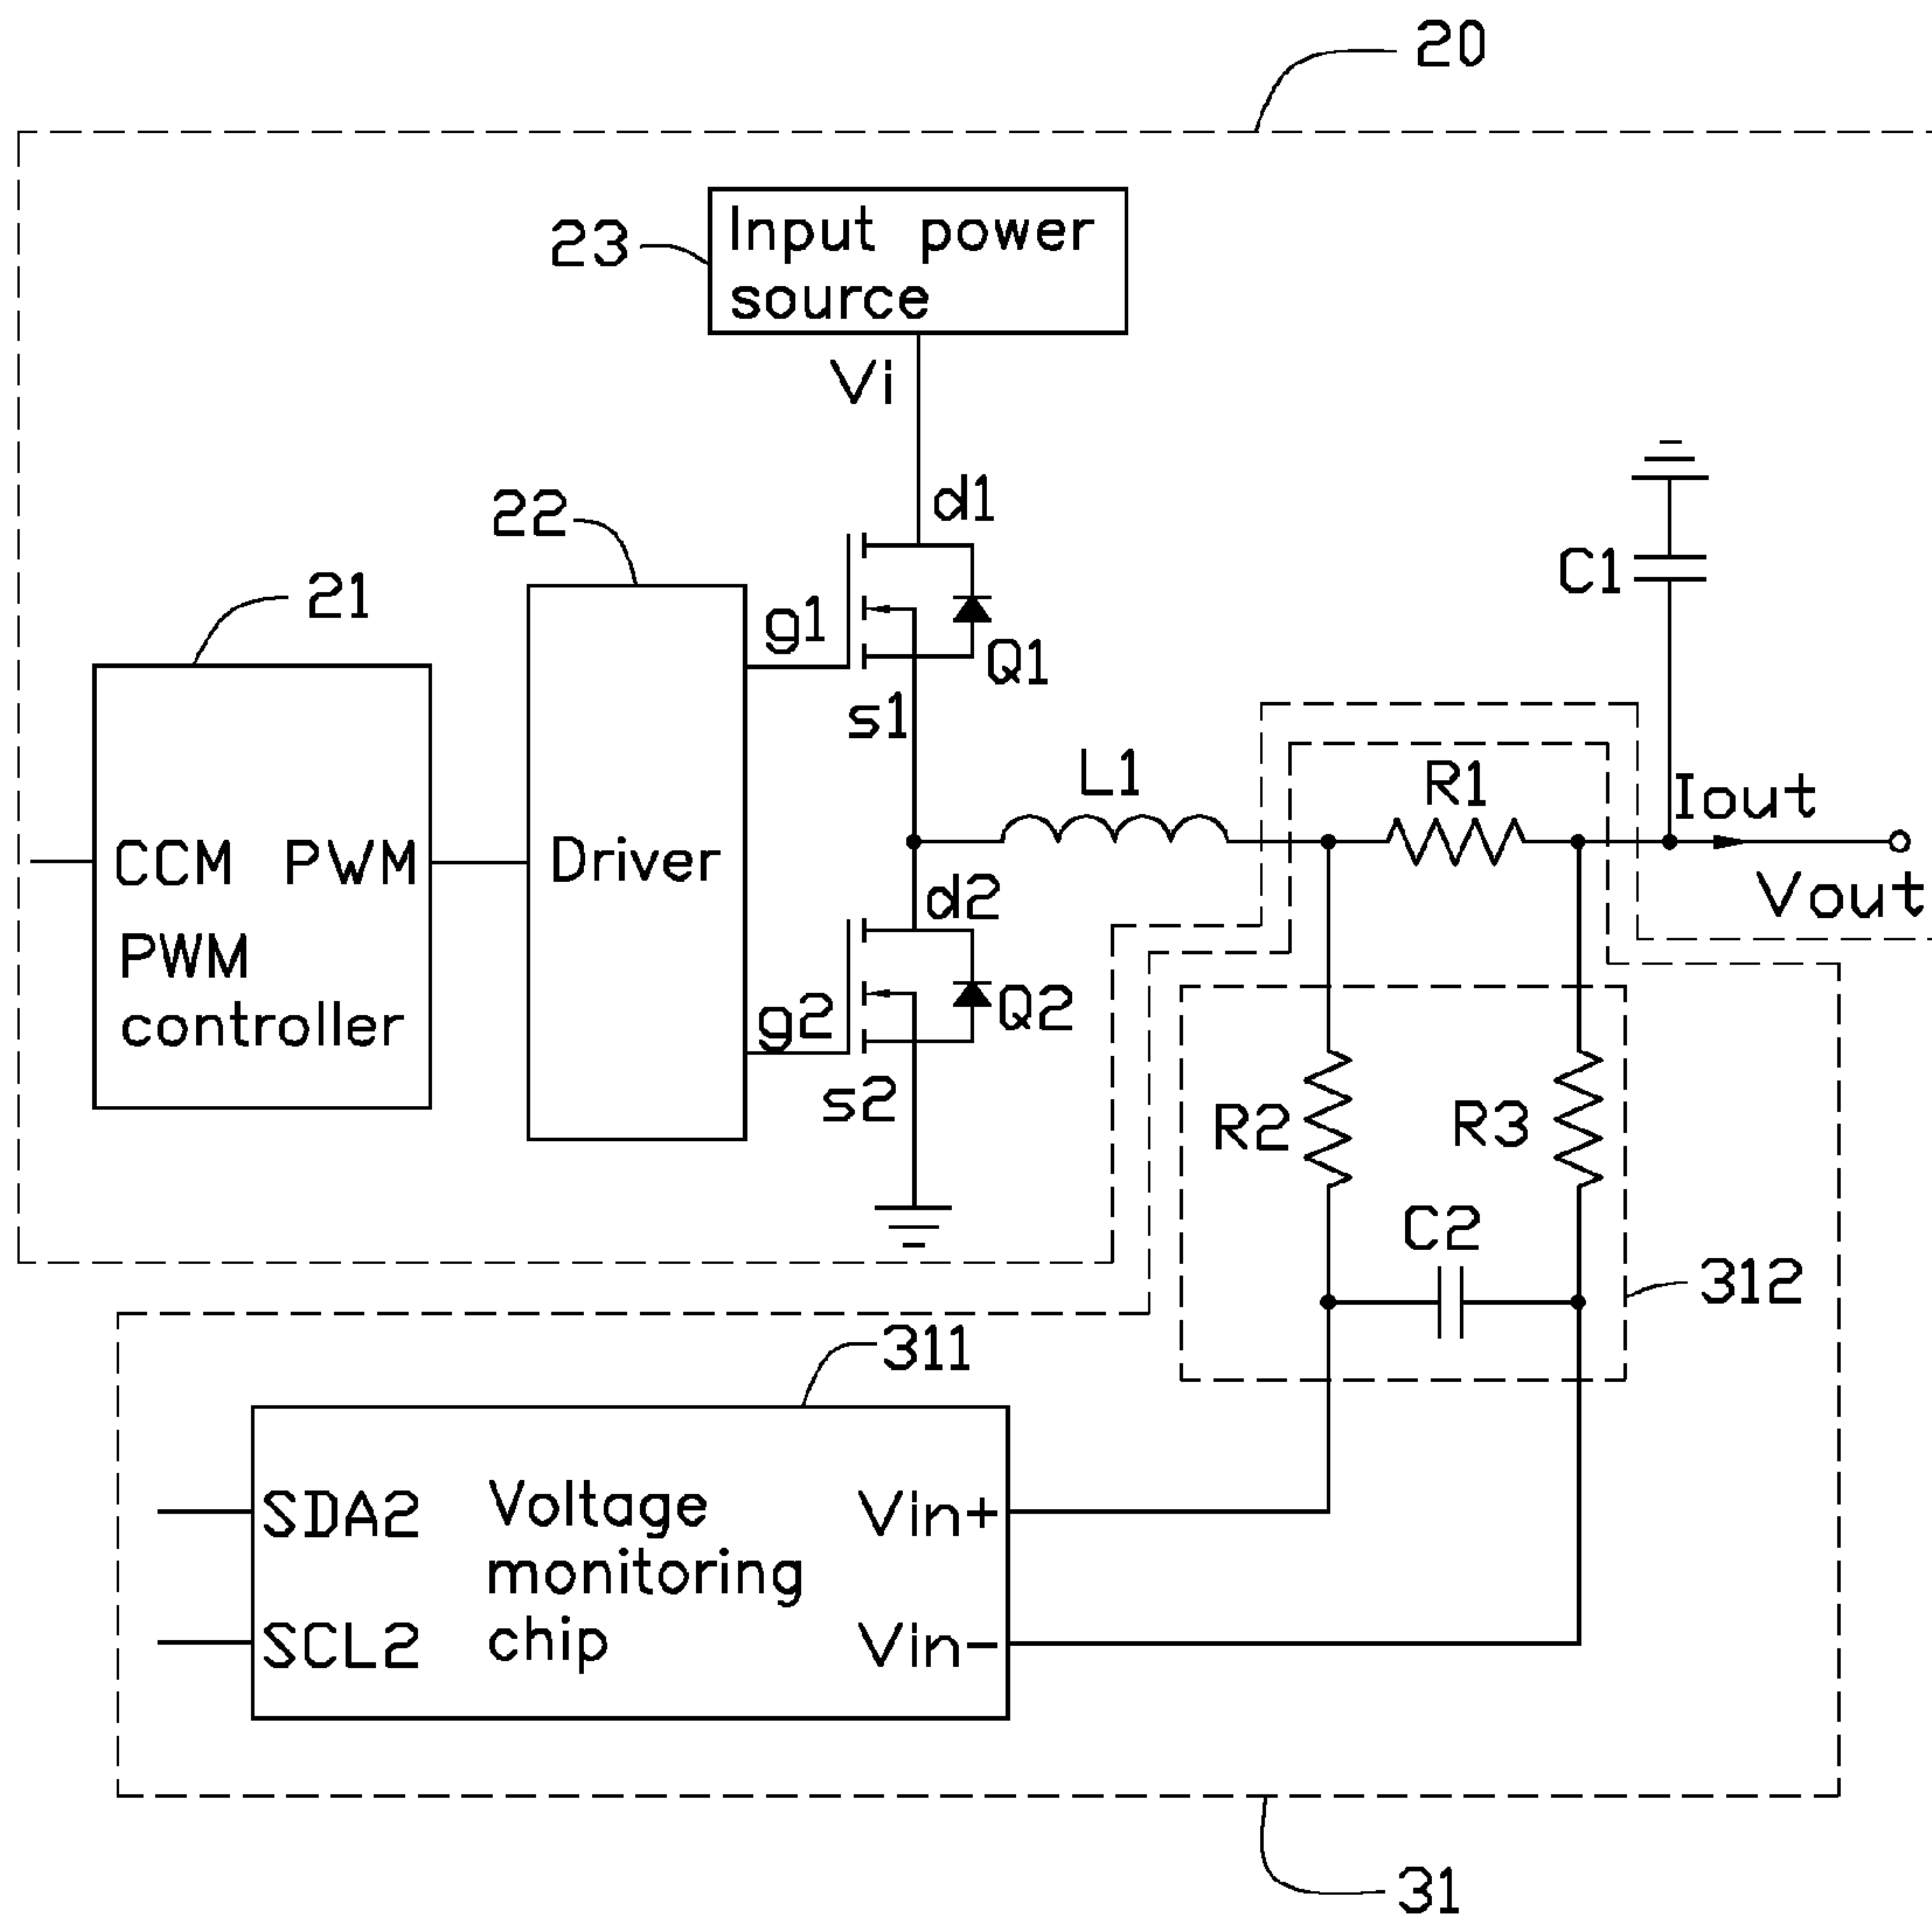 20
23
Input power
source
Vi
d1
22
C1
21
g1
Q1
s1
L1
R1
Iout
CCM PWM
Driver
Vout
d2
PWM
controller
g2
Q2
s2
R2
R3
C2
312
311
SDA2
Voltage
Vin+
monitoring
SCL2
chip
Vin-
31